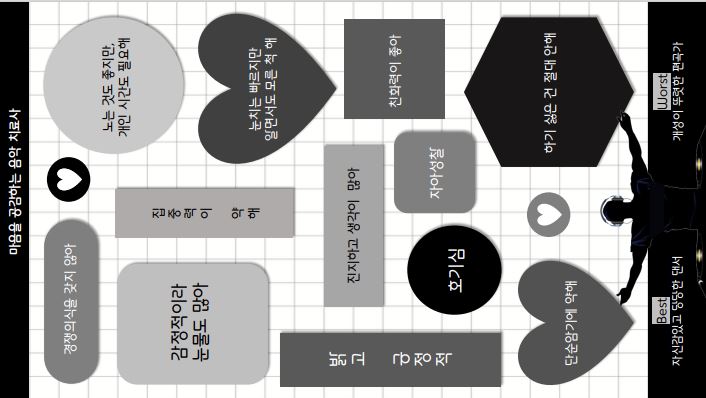 마음을 공감하는 음악 치료사
경쟁의식을 갖지 않아
노는 것도 좋지만,
개인 시간도 필요해
감정적이라
눈물도 많아
집중력이 약해
눈치는 빠르지만
알면서도 모른 척 해
밝고 긍정적
진지하고 생각이 많아
친화력이 좋아
자아성찰
호기심
하기 싫은 건 절대 안해
단순암기에 약해
Best
자신감있고 당당한 댄서
Worst
개성이 뚜렷한 편곡가